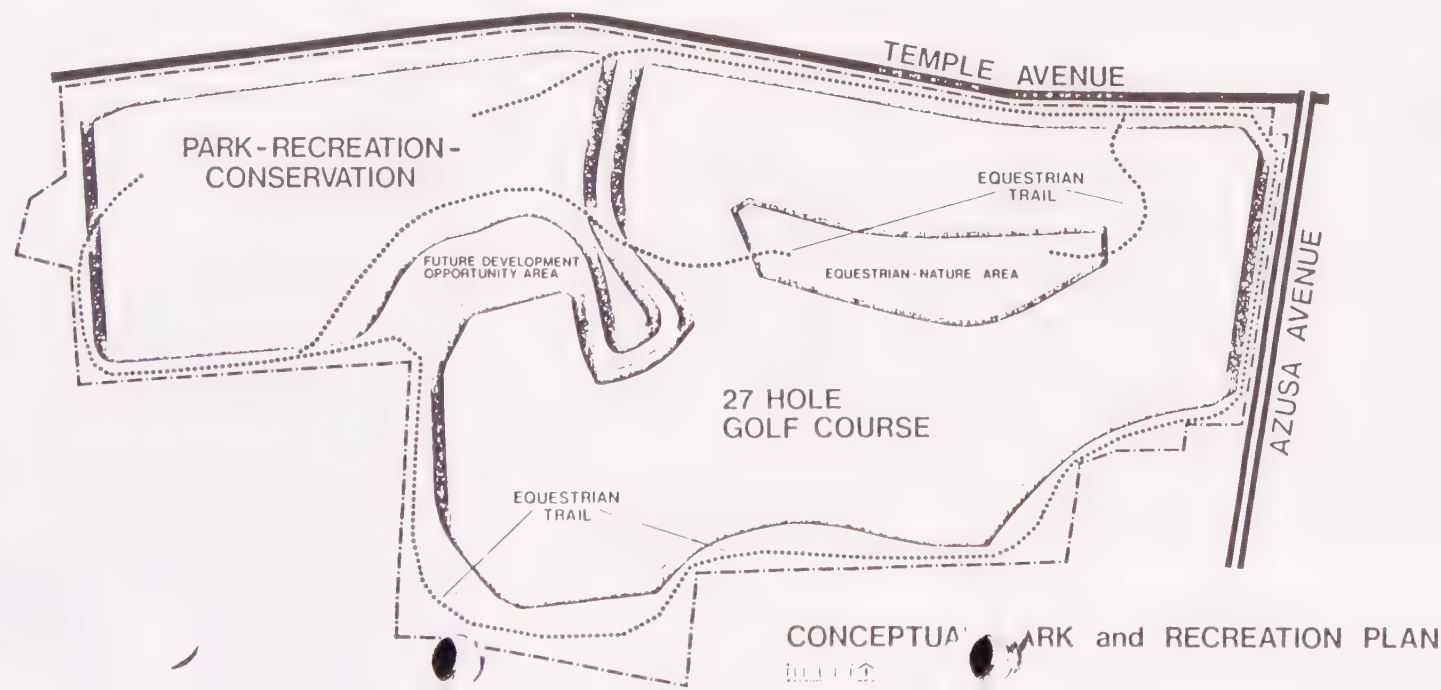 TEMPLE AVENUE
PARK-RECREATION-
CONSERVATION
EQUESTRIAN
TRAIL
FUTURE DEVELOPMENT
OPPORTUNITY AREA
EQUESTRIAN-NATURE AREA
AZUSA AVENUE
27 HOLE
GOLF COURSE
EQUESTRIAN
TRAIL
and RECREATION PLAN